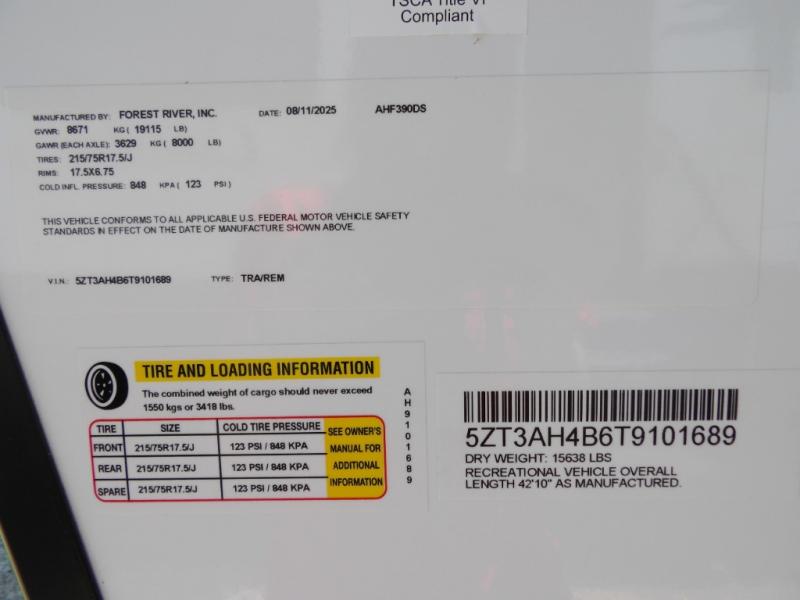 TSCA Title VI
Compliant
MANUFACTURED BY: FOREST RIVER, INC. DATE: 08/11/2025 AHF390DS
GVWR: 8671 KG ( 19115 LB)
GAWR (EACH AXLE): 3629 KG ( 8000 LB)
TIRES: 215/75R17.5/J
RIMS: 17.5X6.75
COLD INFL. PRESSURE: 848 KPA ( 123 PSI )
THIS VEHICLE CONFORMS TO ALL APPLICABLE U.S. FEDERAL MOTOR VEHICLE SAFETY
STANDARDS IN EFFECT ON THE DATE OF MANUFACTURE SHOWN ABOVE.
V.I.N.: 5ZT3AH4B6T9101689 TYPE: TRA/REM
TIRE AND LOADING INFORMATION
The combined weight of cargo should never exceed
1550 kgs or 3418 lbs.
TIRE SIZE COLD TIRE PRESSURE
FRONT 215/75R17.5/J 123 PSI / 848 KPA
REAR 215/75R17.5/J 123 PSI / 848 KPA
SPARE 215/75R17.5/J 123 PSI / 848 KPA
SEE OWNER'S
MANUAL FOR
ADDITIONAL
INFORMATION
AH9101689
5ZT3AH4B6T9101689
DRY WEIGHT: 15638 LBS
RECREATIONAL VEHICLE OVERALL
LENGTH 42'10" AS MANUFACTURED.